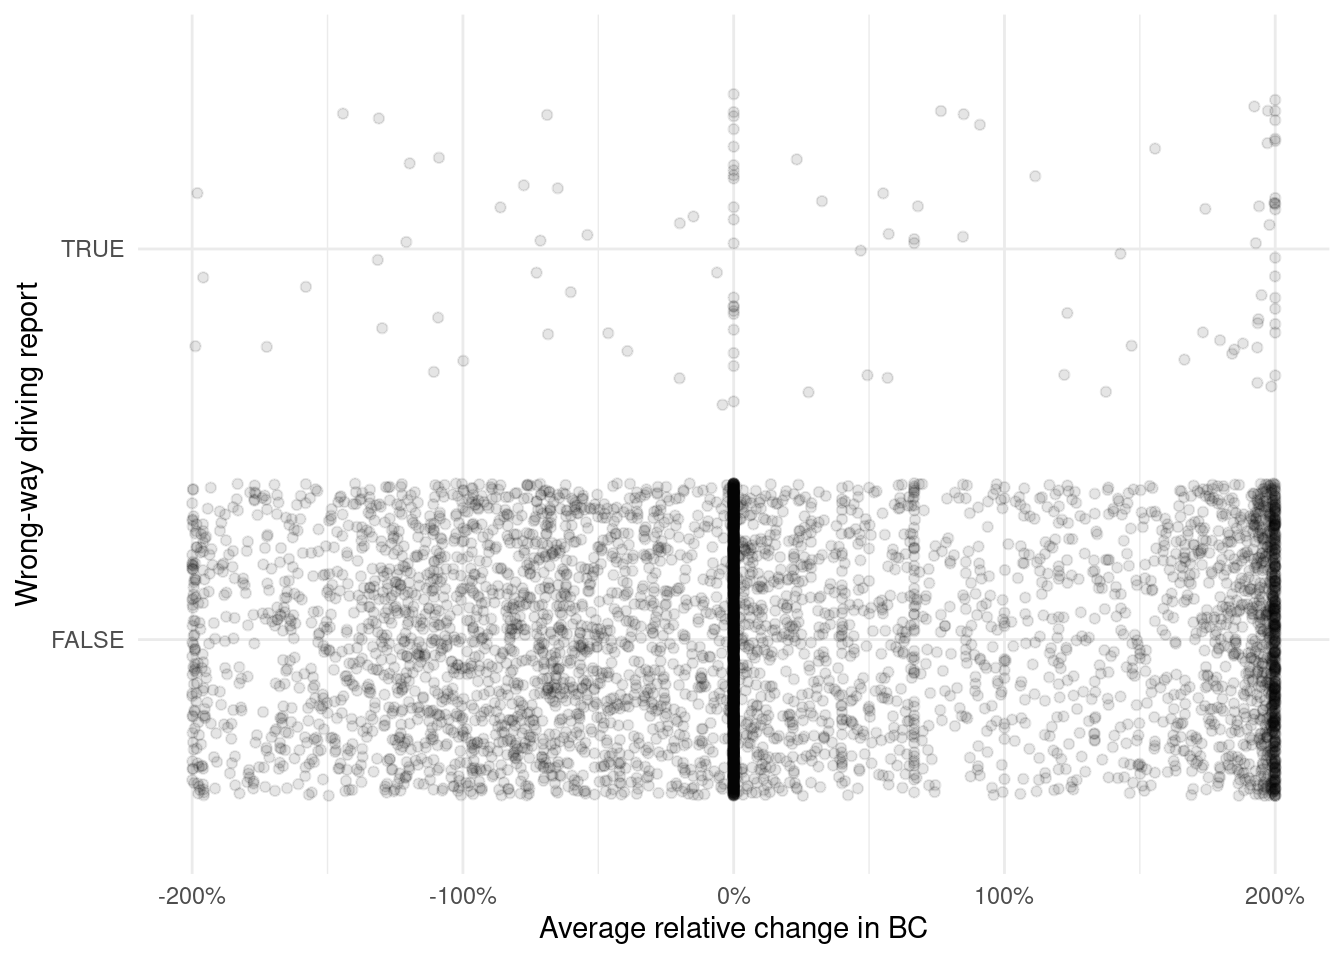 Wrong-way driving report
TRUE
FALSE
-200%
-100%
0%
100%
200%
Average relative change in BC